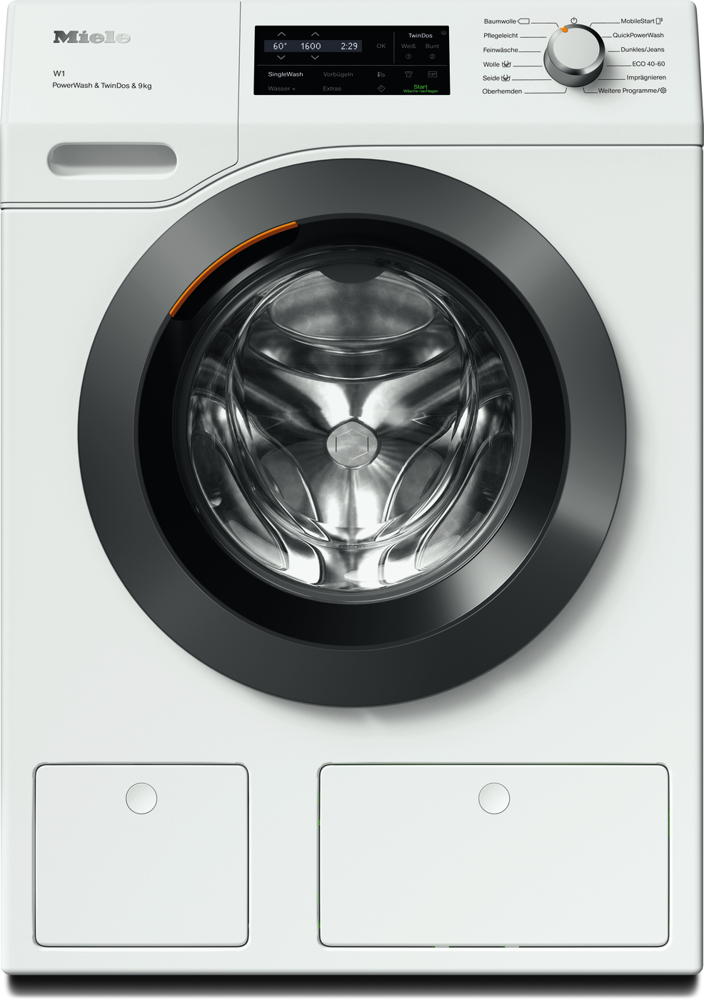 Miele
W1
PowerWash & TwinDos & 9kg
60° 1600 2:29
OK
TwinDos
Weiß Bunt
① ②
SingleWash Vorbügeln
CAP
Wasser + Extras
Start
Wäsche nachlegen
Baumwolle
Pflegeleicht
Feinwäsche
Wolle
Seide
Oberhemden
MobileStart
QuickPowerWash
Dunkles/Jeans
ECO 40-60
Imprägnieren
Weitere Programme/